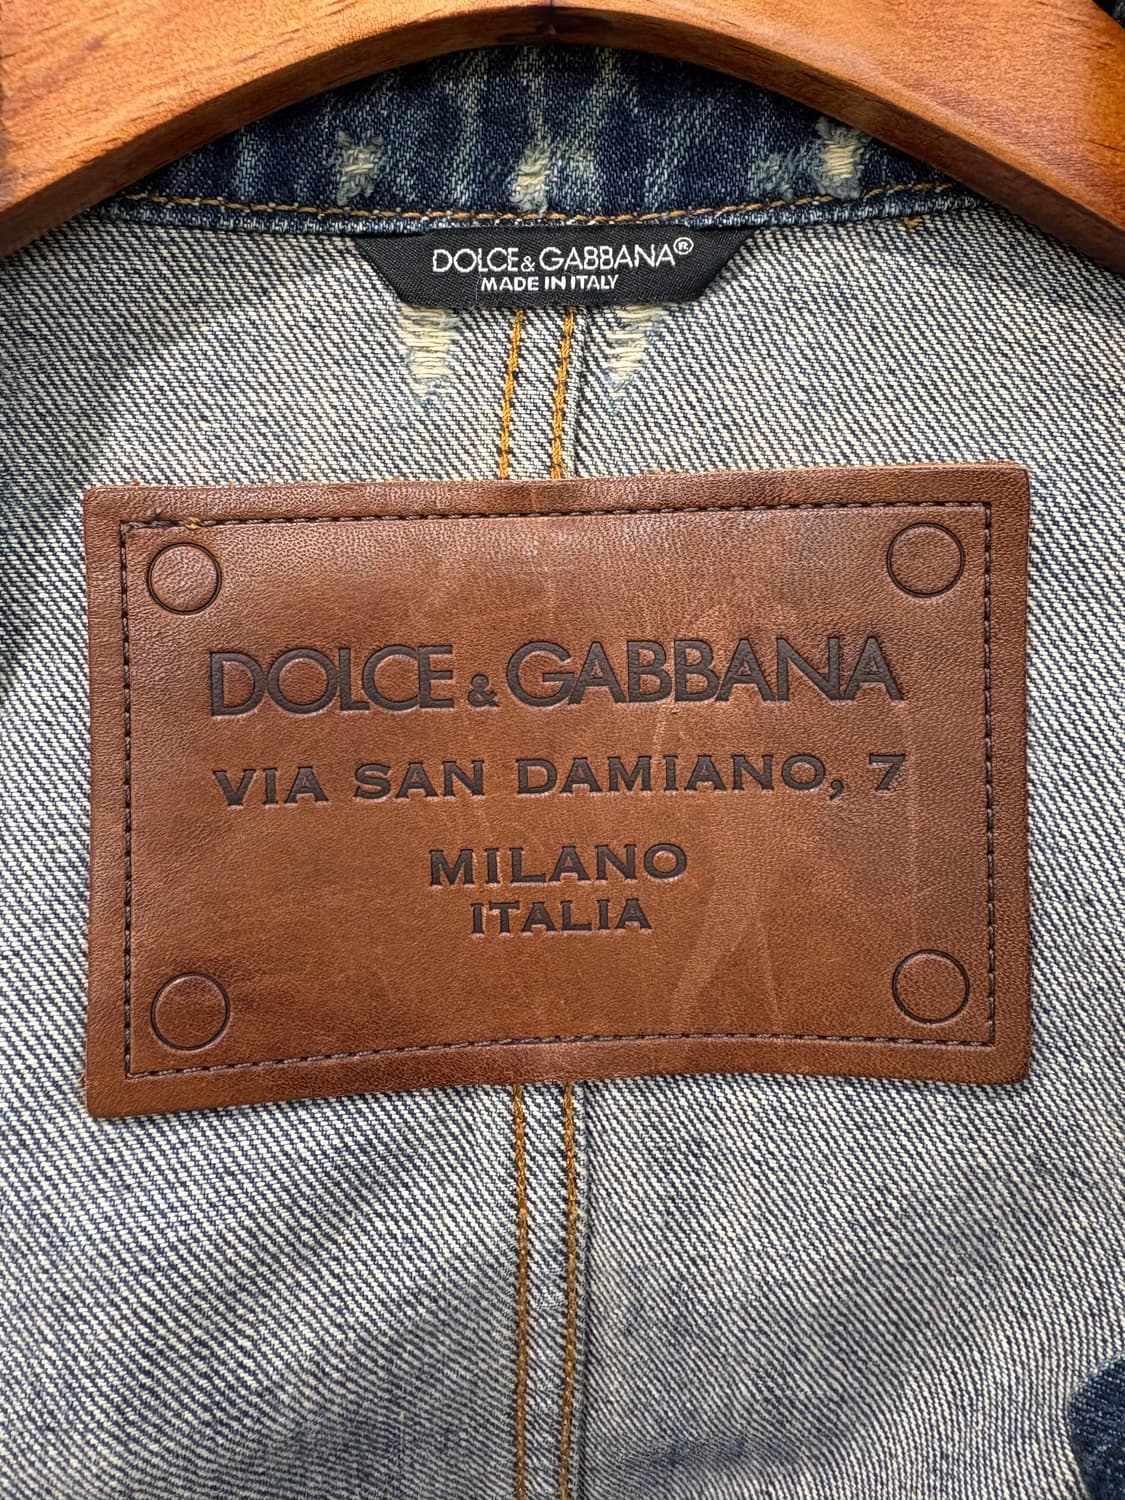 DOLCE & GABBANA®
MADE IN ITALY
DOLCE & GABBANA
VIA SAN DAMIANO, 7
MILANO
ITALIA